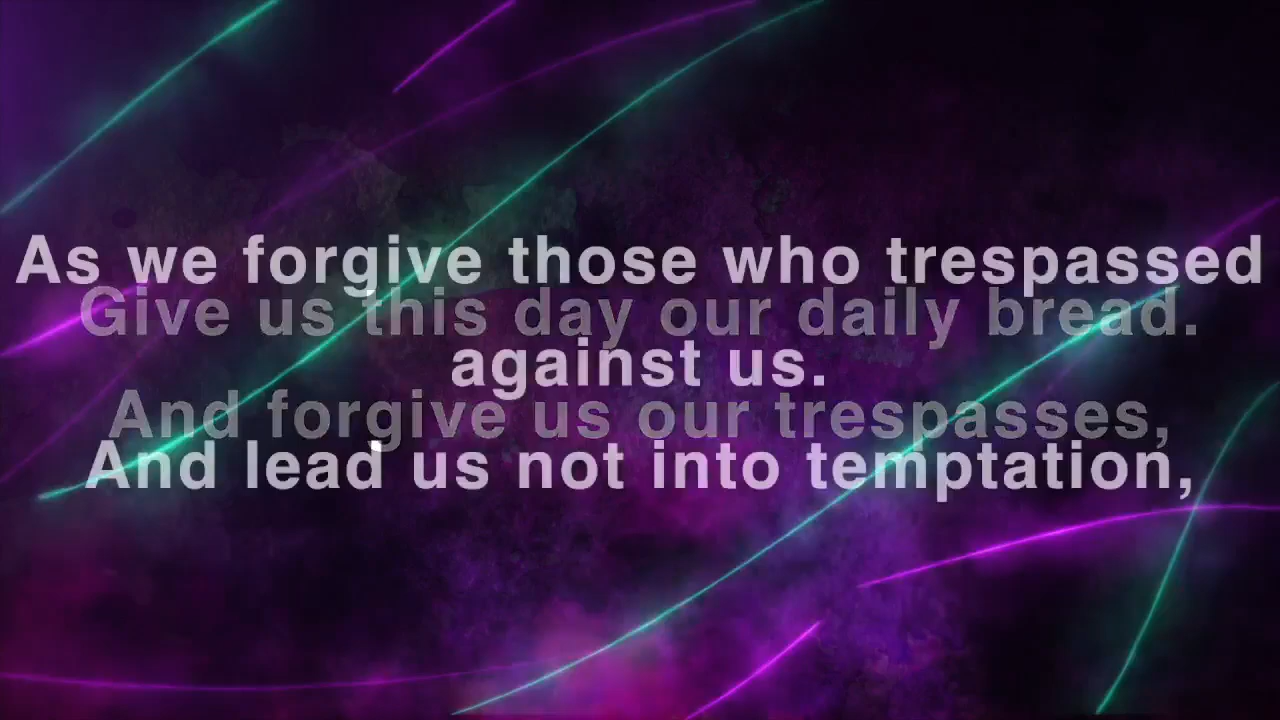 As we forgive those who trespassed
Give us this day our daily bread.
against us.
And forgive us our trespasses,
And lead us not into temptation,